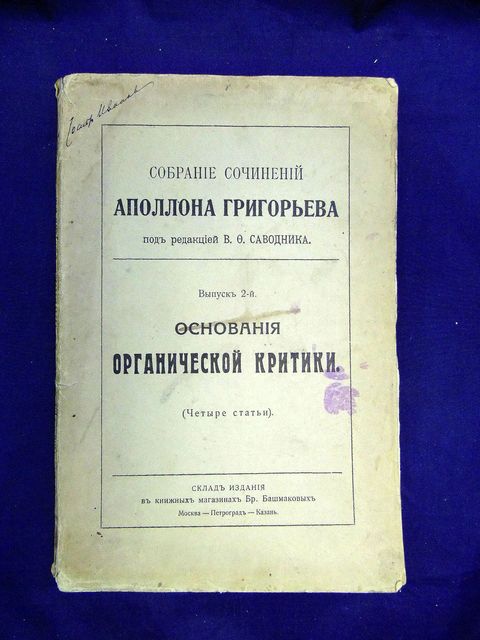 СОБРАНІЕ СОЧИНЕНІЙ
АПОЛЛОНА ГРИГОРЬЕВА
подъ редакціей В. Ѳ. САВОДНИКА.
Выпускъ 2-й.
ОСНОВАНІЯ
ОРГАНИЧЕСКОЙ КРИТИКИ.
(Четыре статьи).
СКЛАДЪ ИЗДАНІЯ
въ книжныхъ магазинахъ Бр. Башмаковыхъ
Москва — Петроградъ — Казань.